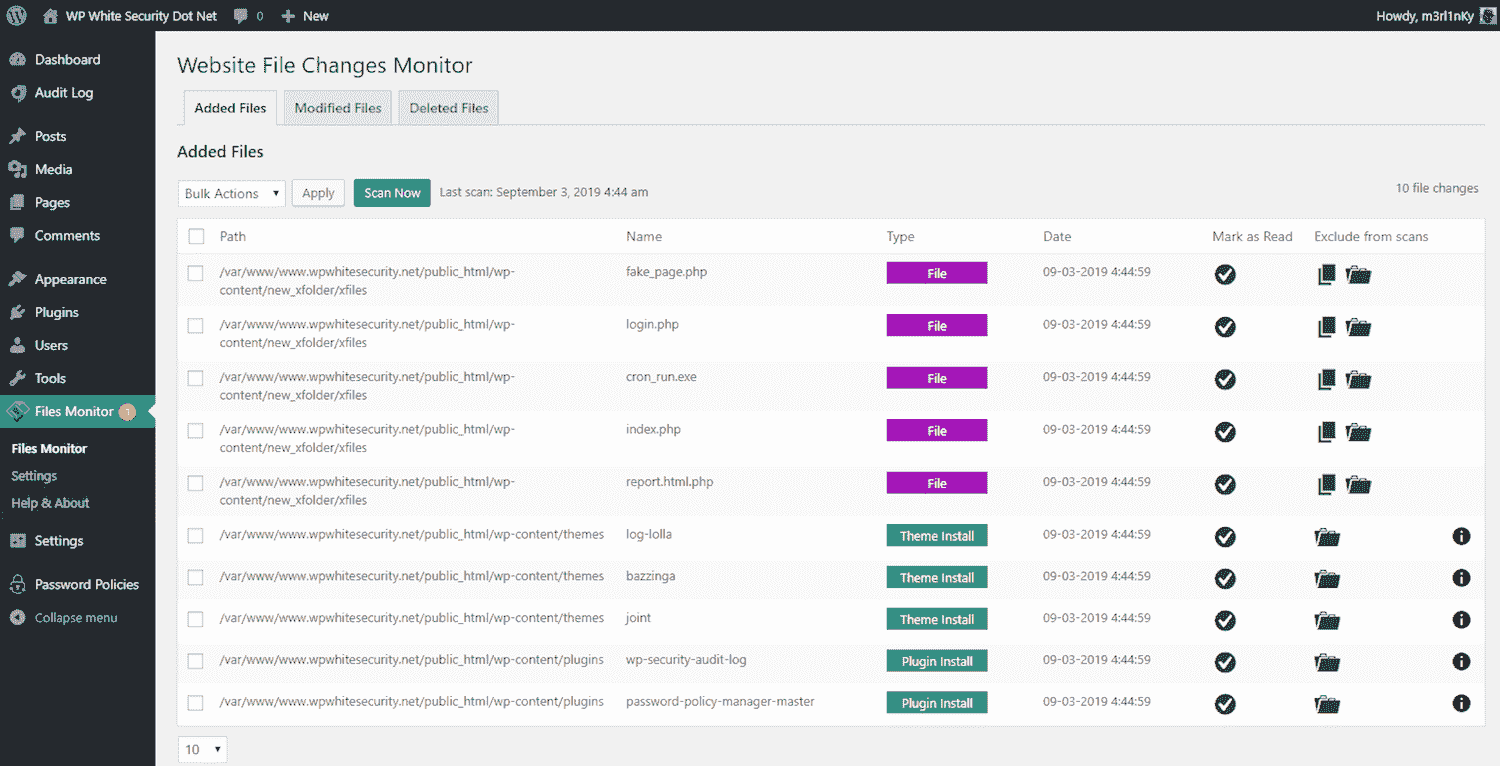 WP White Security Dot Net 0 New Howdy, m3rl1nKy
Dashboard
Audit Log
Posts
Media
Pages
Comments
Appearance
Plugins
Users
Tools
Files Monitor 1
Files Monitor
Settings
Help & About
Settings
Password Policies
Collapse menu
Website File Changes Monitor
Added Files Modified Files Deleted Files
Added Files
Bulk Actions Apply Scan Now Last scan: September 3, 2019 4:44 am 10 file changes
Path Name Type Date Mark as Read Exclude from scans
/var/www/www.wpwhitesecurity.net/public_html/wp- fake_page.php File 09-03-2019 4:44:59
content/new_xfolder/xfiles
/var/www/www.wpwhitesecurity.net/public_html/wp- login.php File 09-03-2019 4:44:59
content/new_xfolder/xfiles
/var/www/www.wpwhitesecurity.net/public_html/wp- cron_run.exe File 09-03-2019 4:44:59
content/new_xfolder/xfiles
/var/www/www.wpwhitesecurity.net/public_html/wp- index.php File 09-03-2019 4:44:59
content/new_xfolder/xfiles
/var/www/www.wpwhitesecurity.net/public_html/wp- report.html.php File 09-03-2019 4:44:59
content/new_xfolder/xfiles
/var/www/www.wpwhitesecurity.net/public_html/wp-content/themes log-lolla Theme Install 09-03-2019 4:44:59
/var/www/www.wpwhitesecurity.net/public_html/wp-content/themes bazzinga Theme Install 09-03-2019 4:44:59
/var/www/www.wpwhitesecurity.net/public_html/wp-content/themes joint Theme Install 09-03-2019 4:44:59
/var/www/www.wpwhitesecurity.net/public_html/wp-content/plugins wp-security-audit-log Plugin Install 09-03-2019 4:44:59
/var/www/www.wpwhitesecurity.net/public_html/wp-content/plugins password-policy-manager-master Plugin Install 09-03-2019 4:44:59
10